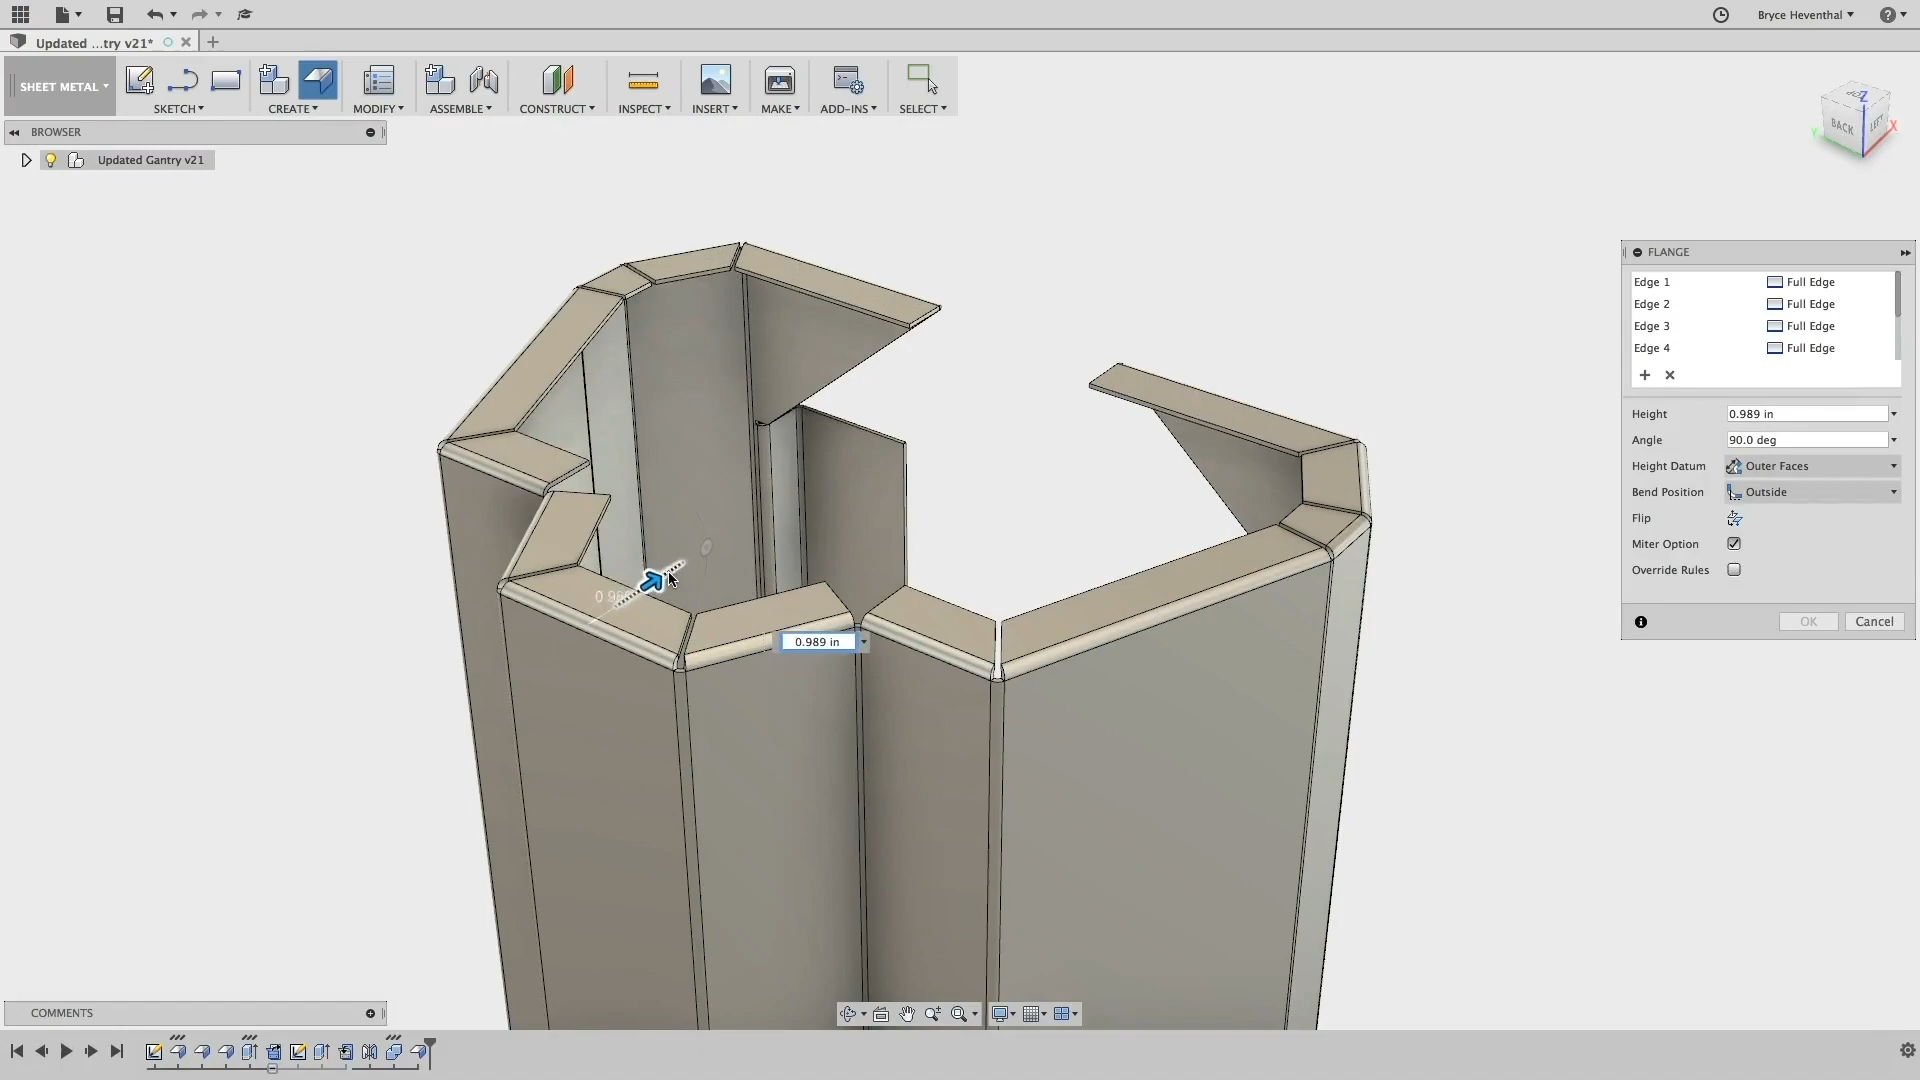 Bryce Heventhal
?
Updated ...try v21*
SHEET METAL
SKETCH
CREATE
MODIFY
ASSEMBLE
CONSTRUCT
INSPECT
INSERT
MAKE
ADD-INS
SELECT
BROWSER
Updated Gantry v21
Z
BACK
LEFT
X
Y
FLANGE
Edge 1 Full Edge
Edge 2 Full Edge
Edge 3 Full Edge
Edge 4 Full Edge
Height 0.989 in
Angle 90.0 deg
Height Datum Outer Faces
Bend Position Outside
Flip
Miter Option
Override Rules
OK Cancel
0.989 in
COMMENTS